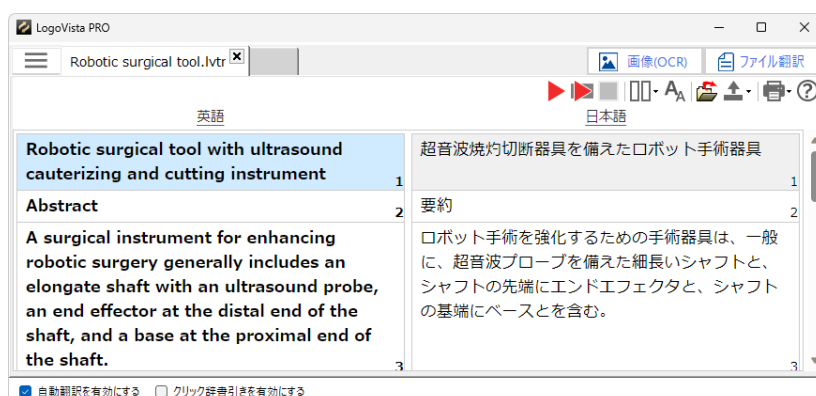 LogoVista PRO
Robotic surgical tool.lvtr
画像(OCR)
ファイル翻訳
英語
日本語
Robotic surgical tool with ultrasound
cauterizing and cutting instrument
1
超音波焼灼切断器具を備えたロボット手術器具
1
Abstract
2
要約
2
A surgical instrument for enhancing
robotic surgery generally includes an
elongate shaft with an ultrasound probe,
an end effector at the distal end of the
shaft, and a base at the proximal end of
the shaft.
3
ロボット手術を強化するための手術器具は、一般
に、超音波プローブを備えた細長いシャフトと、
シャフトの先端にエンドエフェクタと、シャフト
の基端にベースとを含む。
3
自動翻訳を有効にする
クリック辞書引きを有効にする